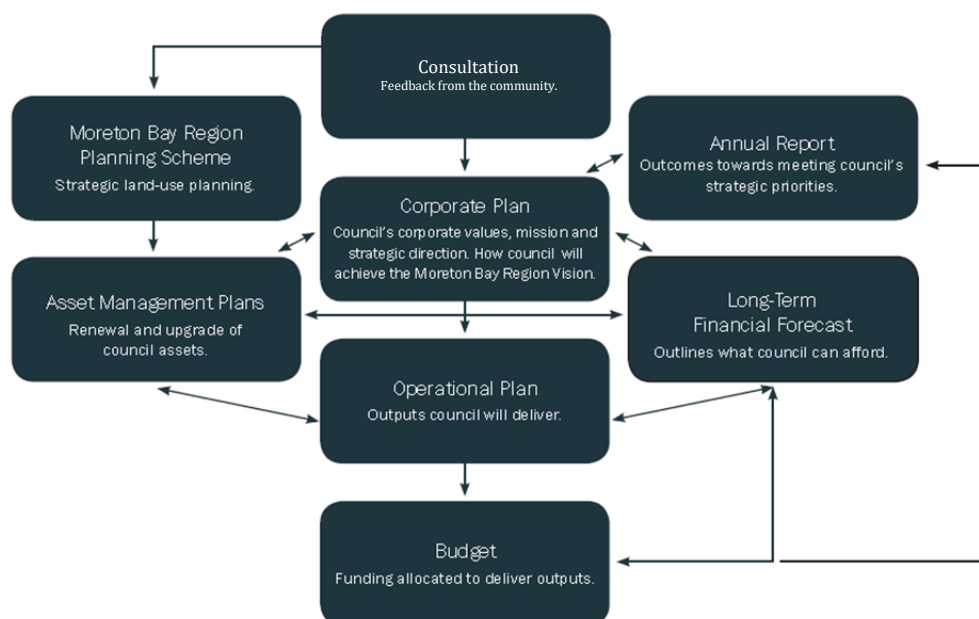 Consultation
Feedback from the community.
Moreton Bay Region
Planning Scheme
Strategic land-use planning.
Annual Report
Outcomes towards meeting council's
strategic priorities.
Corporate Plan
Council's corporate values, mission and
strategic direction. How council will
achieve the Moreton Bay Region Vision.
Asset Management Plans
Renewal and upgrade of
council assets.
Long-Term
Financial Forecast
Outlines what council can afford.
Operational Plan
Outputs council will deliver.
Budget
Funding allocated to deliver outputs.